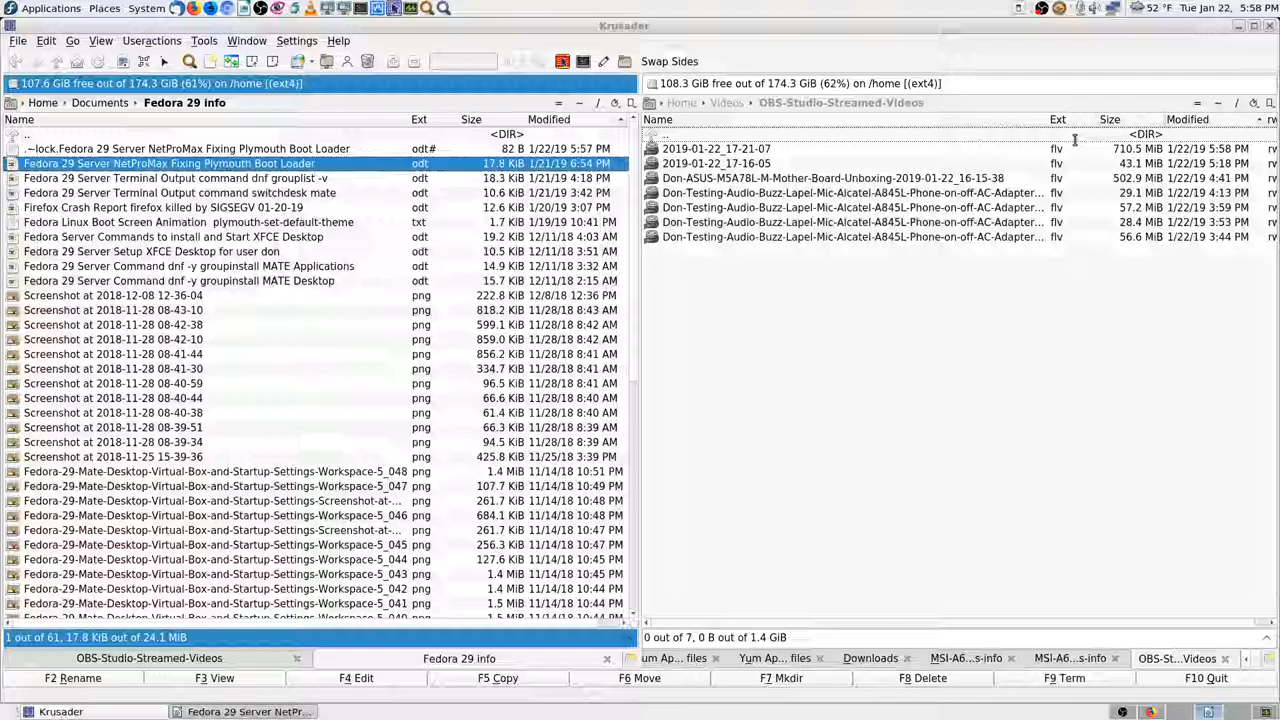 Applications Places System 52 °F Tue Jan 22, 5:58 PM
Krusader
File Edit Go View Useractions Tools Window Settings Help
Swap Sides
107.6 GiB free out of 174.3 GiB (61%) on /home [(ext4)]
108.3 GiB free out of 174.3 GiB (62%) on /home [(ext4)]
Home Documents Fedora 29 info = ~ /
Home Videos OBS-Studio-Streamed-Videos = ~ /
Name Ext Size Modified
Name Ext Size Modified rw
.. <DIR>
.~lock.Fedora 29 Server NetProMax Fixing Plymouth Boot Loader odt# 82 B 1/22/19 5:57 PM
Fedora 29 Server NetProMax Fixing Plymouth Boot Loader odt 17.8 KiB 1/21/19 6:54 PM
Fedora 29 Server Terminal Output command dnf grouplist -v odt 18.3 KiB 1/21/19 4:18 PM
Fedora 29 Server Terminal Output command switchdesk mate odt 10.6 KiB 1/21/19 3:42 PM
Firefox Crash Report firefox killed by SIGSEGV 01-20-19 odt 12.6 KiB 1/20/19 3:07 PM
Fedora Linux Boot Screen Animation plymouth-set-default-theme txt 1.7 KiB 1/19/19 10:41 PM
Fedora Server Commands to install and Start XFCE Desktop odt 19.2 KiB 12/11/18 4:03 AM
Fedora 29 Server Setup XFCE Desktop for user don odt 10.5 KiB 12/11/18 3:51 AM
Fedora 29 Server Command dnf -y groupinstall MATE Applications odt 14.9 KiB 12/11/18 3:32 AM
Fedora 29 Server Command dnf -y groupinstall MATE Desktop odt 15.7 KiB 12/11/18 2:15 AM
Screenshot at 2018-12-08 12-36-04 png 222.8 KiB 12/8/18 12:36 PM
Screenshot at 2018-11-28 08-43-10 png 818.2 KiB 11/28/18 8:43 AM
Screenshot at 2018-11-28 08-42-38 png 599.1 KiB 11/28/18 8:42 AM
Screenshot at 2018-11-28 08-42-10 png 859.0 KiB 11/28/18 8:42 AM
Screenshot at 2018-11-28 08-41-44 png 856.2 KiB 11/28/18 8:41 AM
Screenshot at 2018-11-28 08-41-30 png 334.7 KiB 11/28/18 8:41 AM
Screenshot at 2018-11-28 08-40-59 png 96.5 KiB 11/28/18 8:41 AM
Screenshot at 2018-11-28 08-40-44 png 66.6 KiB 11/28/18 8:40 AM
Screenshot at 2018-11-28 08-40-38 png 61.4 KiB 11/28/18 8:40 AM
Screenshot at 2018-11-28 08-39-51 png 66.3 KiB 11/28/18 8:39 AM
Screenshot at 2018-11-28 08-39-34 png 94.5 KiB 11/28/18 8:39 AM
Screenshot at 2018-11-25 15-39-36 png 425.8 KiB 11/25/18 3:39 PM
Fedora-29-Mate-Desktop-Virtual-Box-and-Startup-Settings-Workspace-5_048 png 1.4 MiB 11/14/18 10:51 PM
Fedora-29-Mate-Desktop-Virtual-Box-and-Startup-Settings-Workspace-5_047 png 107.7 KiB 11/14/18 10:49 PM
Fedora-29-Mate-Desktop-Virtual-Box-and-Startup-Settings-Screenshot-at-... png 261.7 KiB 11/14/18 10:48 PM
Fedora-29-Mate-Desktop-Virtual-Box-and-Startup-Settings-Workspace-5_046 png 684.1 KiB 11/14/18 10:48 PM
Fedora-29-Mate-Desktop-Virtual-Box-and-Startup-Settings-Screenshot-at-... png 261.7 KiB 11/14/18 10:47 PM
Fedora-29-Mate-Desktop-Virtual-Box-and-Startup-Settings-Workspace-5_045 png 256.3 KiB 11/14/18 10:47 PM
Fedora-29-Mate-Desktop-Virtual-Box-and-Startup-Settings-Workspace-5_044 png 127.6 KiB 11/14/18 10:45 PM
Fedora-29-Mate-Desktop-Virtual-Box-and-Startup-Settings-Workspace-5_043 png 1.4 MiB 11/14/18 10:45 PM
Fedora-29-Mate-Desktop-Virtual-Box-and-Startup-Settings-Workspace-5_042 png 1.4 MiB 11/14/18 10:44 PM
Fedora-29-Mate-Desktop-Virtual-Box-and-Startup-Settings-Workspace-5_041 png 1.5 MiB 11/14/18 10:44 PM
.. <DIR>
2019-01-22_17-21-07 flv 710.5 MiB 1/22/19 5:58 PM rw
2019-01-22_17-16-05 flv 43.1 MiB 1/22/19 5:18 PM rw
Don-ASUS-M5A78L-M-Mother-Board-Unboxing-2019-01-22_16-15-38 flv 502.9 MiB 1/22/19 4:41 PM rw
Don-Testing-Audio-Buzz-Lapel-Mic-Alcatel-A845L-Phone-on-off-AC-Adapter... flv 29.1 MiB 1/22/19 4:13 PM rw
Don-Testing-Audio-Buzz-Lapel-Mic-Alcatel-A845L-Phone-on-off-AC-Adapter... flv 57.2 MiB 1/22/19 3:59 PM rw
Don-Testing-Audio-Buzz-Lapel-Mic-Alcatel-A845L-Phone-on-off-AC-Adapter... flv 28.4 MiB 1/22/19 3:53 PM rw
Don-Testing-Audio-Buzz-Lapel-Mic-Alcatel-A845L-Phone-on-off-AC-Adapter... flv 56.6 MiB 1/22/19 3:44 PM rw
1 out of 61, 17.8 KiB out of 24.1 MiB
0 out of 7, 0 B out of 1.4 GiB
OBS-Studio-Streamed-Videos Fedora 29 info
um Ap... files Yum Ap... files Downloads MSI-A6...s-info MSI-A6...s-info OBS-St...Videos
F2 Rename F3 View F4 Edit F5 Copy F6 Move F7 Mkdir F8 Delete F9 Term F10 Quit
Krusader Fedora 29 Server NetPr...